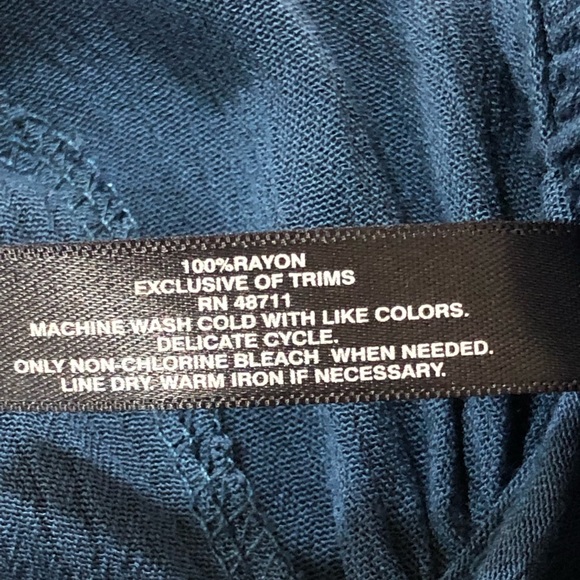 100%RAYON
EXCLUSIVE OF TRIMS
RN 48711
MACHINE WASH COLD WITH LIKE COLORS.
DELICATE CYCLE.
ONLY NON-CHLORINE BLEACH WHEN NEEDED.
LINE DRY. WARM IRON IF NECESSARY.